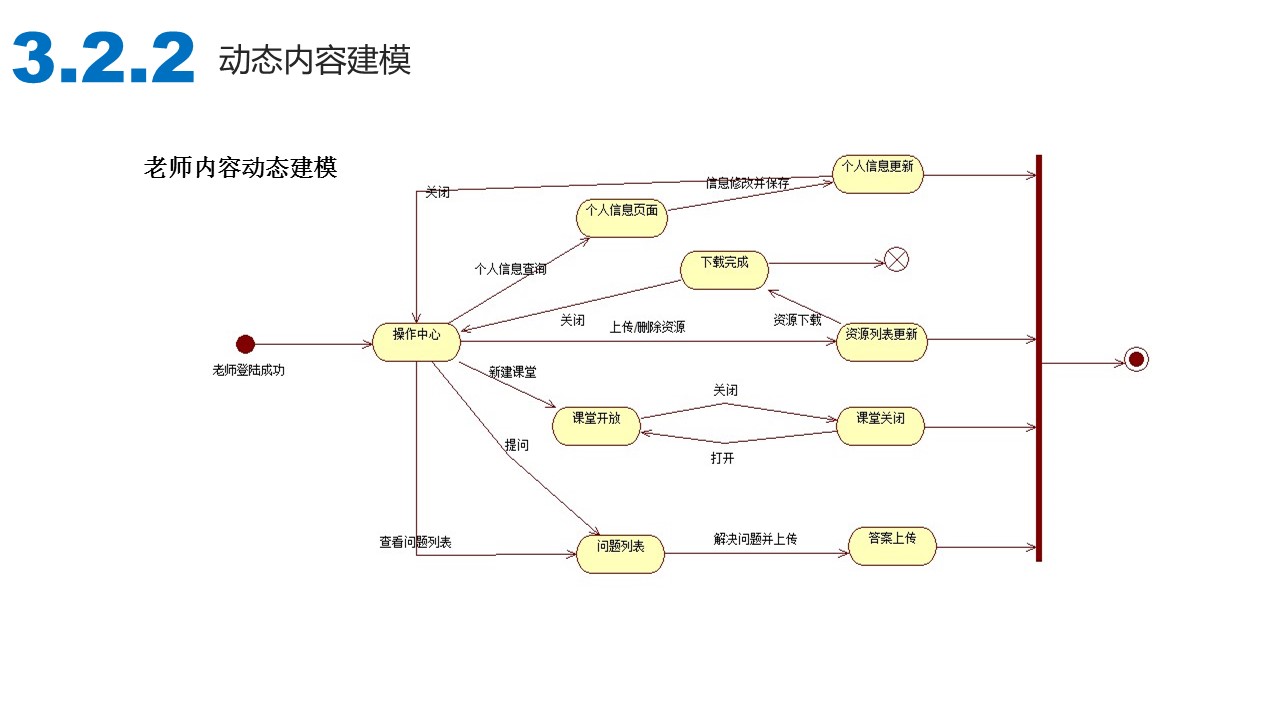 3.2.2 动态内容建模
老师内容动态建模
个人信息更新
信息修改并保存
关闭
个人信息页面
下载完成
个人信息查询
关闭
资源下载
上传/删除资源
操作中心
资源列表更新
老师登陆成功
新建课堂
关闭
课堂开放
课堂关闭
提问
打开
查看问题列表
问题列表
解决问题并上传
答案上传